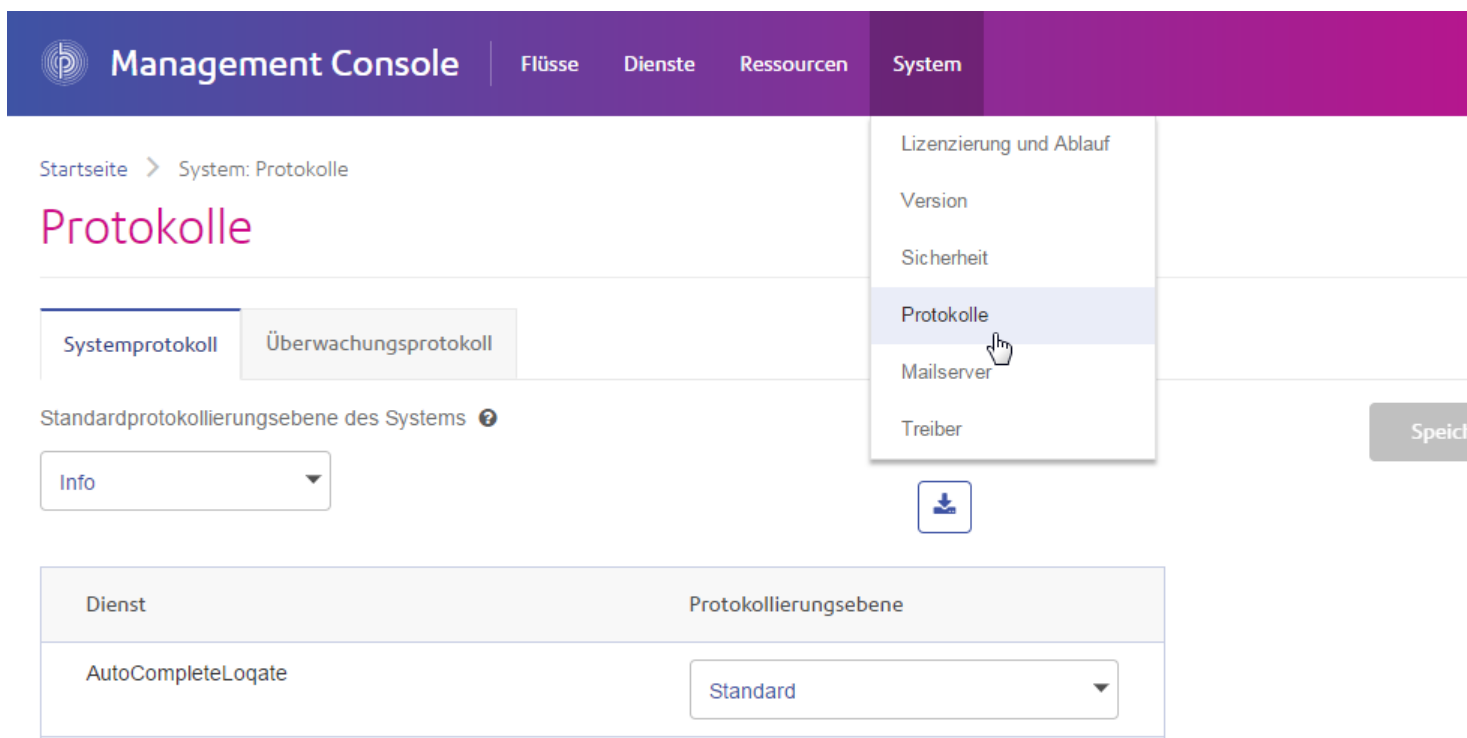 Management Console
Flüsse
Dienste
Ressourcen
System
Lizenzierung und Ablauf
Version
Sicherheit
Protokolle
Mailserver
Treiber
Startseite > System: Protokolle
Protokolle
Systemprotokoll
Überwachungsprotokoll
Standardprotokollierungsebene des Systems ?
Speich
Info
Dienst
Protokollierungsebene
AutoCompleteLoqate
Standard